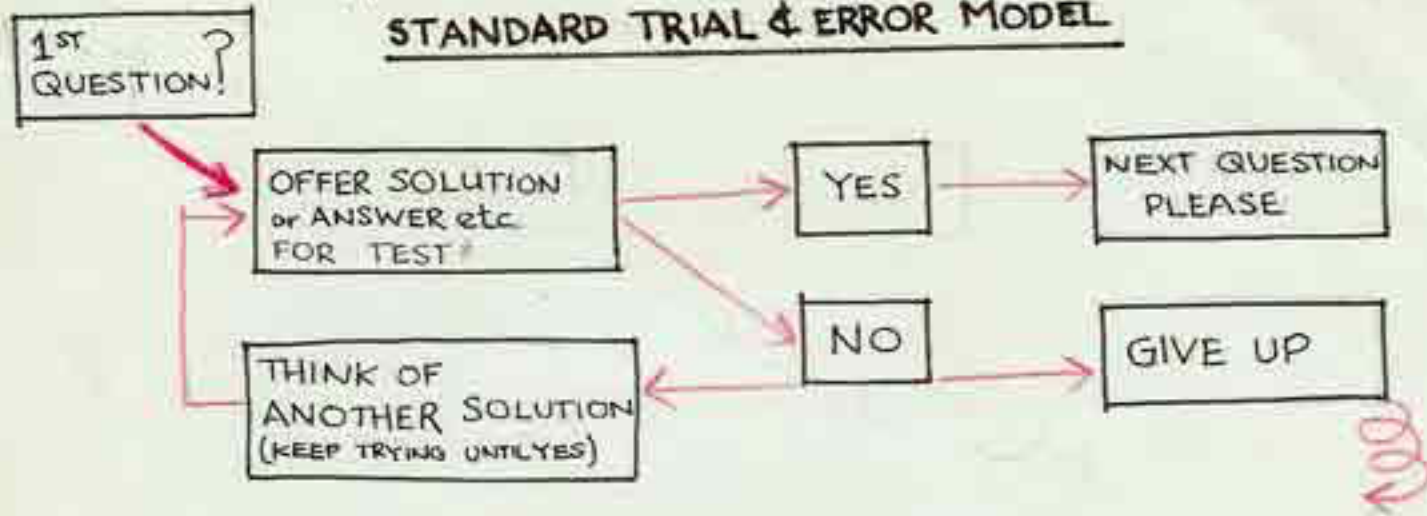 STANDARD TRIAL & ERROR MODEL
1ST
QUESTION?
OFFER SOLUTION
or ANSWER etc
FOR TEST
YES
NEXT QUESTION
PLEASE
NO
GIVE UP
THINK OF
ANOTHER SOLUTION
(KEEP TRYING UNTIL YES)